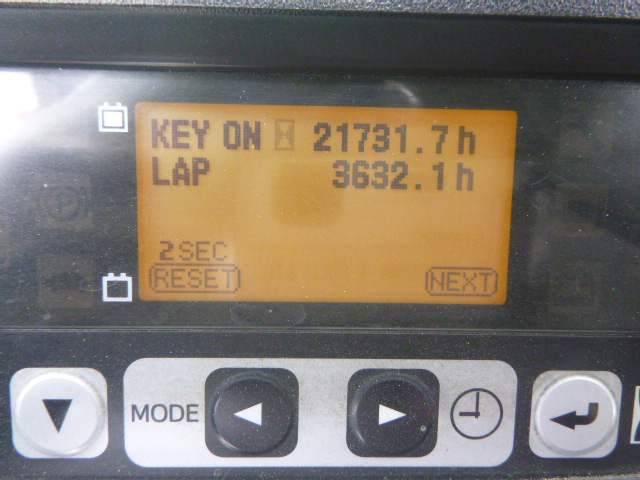 KEY ON 21731.7h
LAP 3632.1h
2SEC
RESET NEXT
MODE